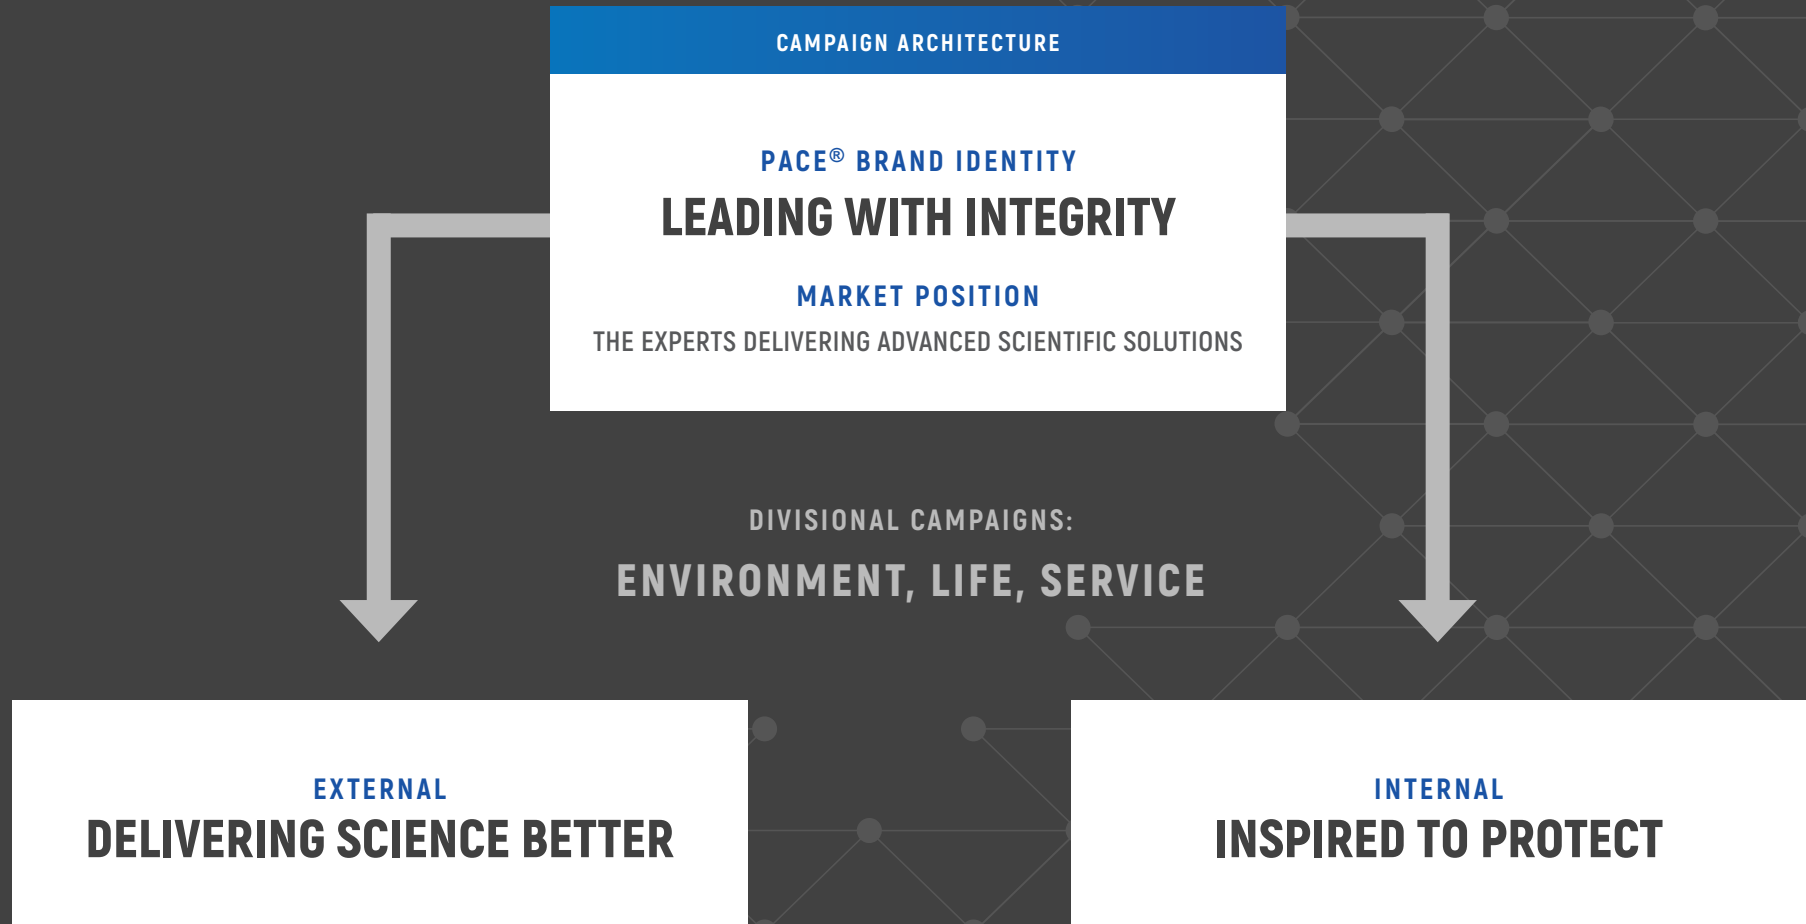 CAMPAIGN ARCHITECTURE
PACE® BRAND IDENTITY
LEADING WITH INTEGRITY
MARKET POSITION
THE EXPERTS DELIVERING ADVANCED SCIENTIFIC SOLUTIONS
DIVISIONAL CAMPAIGNS:
ENVIRONMENT, LIFE, SERVICE
EXTERNAL
DELIVERING SCIENCE BETTER
INTERNAL
INSPIRED TO PROTECT